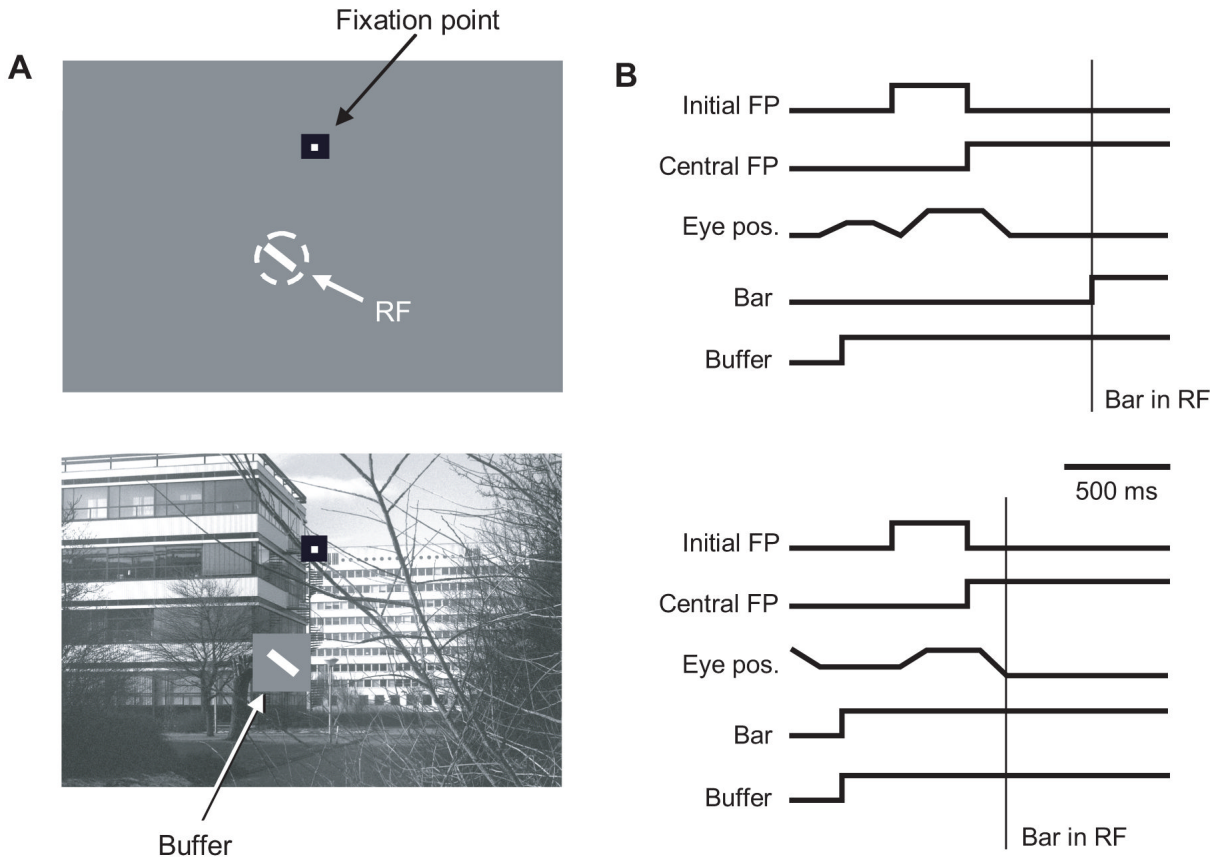 Fixation point
A
RF
Buffer
B
Initial FP
Central FP
Eye pos.
Bar
Buffer
Bar in RF
500 ms
Initial FP
Central FP
Eye pos.
Bar
Buffer
Bar in RF